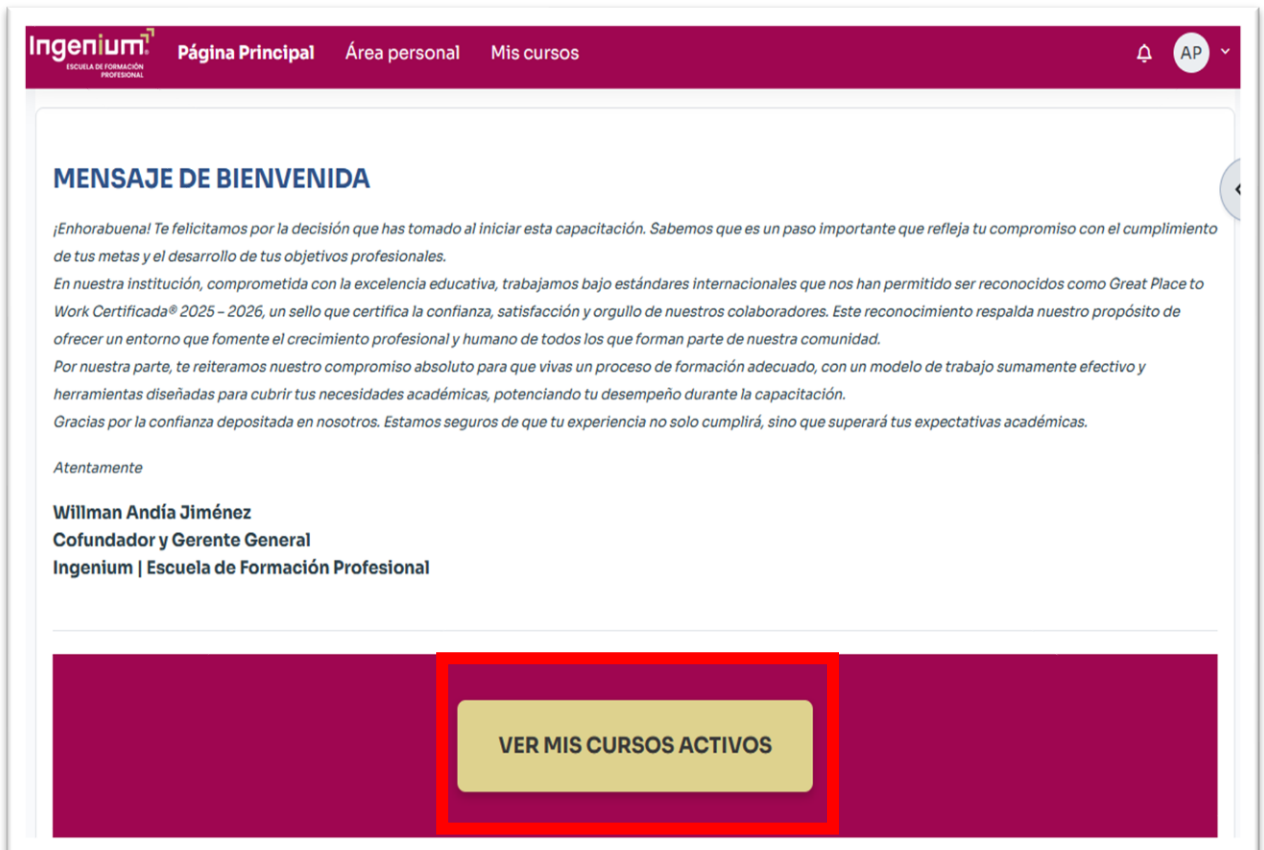 Ingenium
ESCUELA DE FORMACIÓN
PROFESIONAL
Página Principal Área personal Mis cursos AP
MENSAJE DE BIENVENIDA
¡Enhorabuena! Te felicitamos por la decisión que has tomado al iniciar esta capacitación. Sabemos que es un paso importante que refleja tu compromiso con el cumplimiento
de tus metas y el desarrollo de tus objetivos profesionales.
En nuestra institución, comprometida con la excelencia educativa, trabajamos bajo estándares internacionales que nos han permitido ser reconocidos como Great Place to
Work Certificada® 2025 – 2026, un sello que certifica la confianza, satisfacción y orgullo de nuestros colaboradores. Este reconocimiento respalda nuestro propósito de
ofrecer un entorno que fomente el crecimiento profesional y humano de todos los que forman parte de nuestra comunidad.
Por nuestra parte, te reiteramos nuestro compromiso absoluto para que vivas un proceso de formación adecuado, con un modelo de trabajo sumamente efectivo y
herramientas diseñadas para cubrir tus necesidades académicas, potenciando tu desempeño durante la capacitación.
Gracias por la confianza depositada en nosotros. Estamos seguros de que tu experiencia no solo cumplirá, sino que superará tus expectativas académicas.
Atentamente
Willman Andía Jiménez
Cofundador y Gerente General
Ingenium | Escuela de Formación Profesional
VER MIS CURSOS ACTIVOS